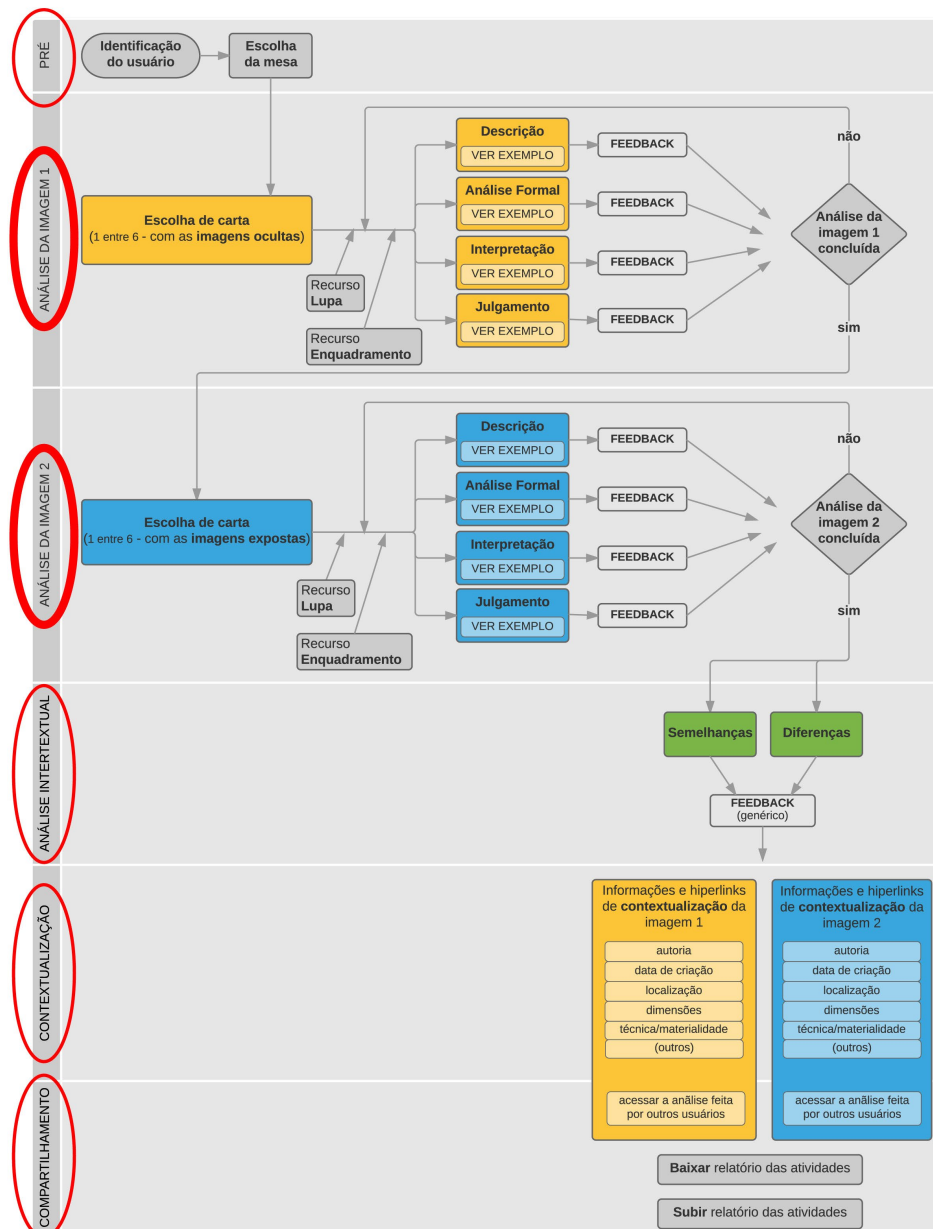 PRÉ
Identificação
do usuário
Escolha
da mesa
ANÁLISE DA IMAGEM 1
Escolha de carta
(1 entre 6 - com as imagens ocultas)
Recurso
Lupa
Recurso
Enquadramento
Descrição
VER EXEMPLO
FEEDBACK
Análise Formal
VER EXEMPLO
FEEDBACK
Interpretação
VER EXEMPLO
FEEDBACK
Julgamento
VER EXEMPLO
FEEDBACK
não
Análise da
imagem 1
concluída
sim
ANÁLISE DA IMAGEM 2
Escolha de carta
(1 entre 6 - com as imagens expostas)
Recurso
Lupa
Recurso
Enquadramento
Descrição
VER EXEMPLO
FEEDBACK
Análise Formal
VER EXEMPLO
FEEDBACK
Interpretação
VER EXEMPLO
FEEDBACK
Julgamento
VER EXEMPLO
FEEDBACK
não
Análise da
imagem 2
concluída
sim
ANÁLISE INTERTEXTUAL
Semelhanças
Diferenças
FEEDBACK
(genérico)
CONTEXTUALIZAÇÃO
Informações e hiperlinks
de contextualização da
imagem 1
autoria
data de criação
localização
dimensões
técnica/materialidade
(outros)
acessar a anãlise feita
por outros usuários
Informações e hiperlinks
de contextualização da
imagem 2
autoria
data de criação
localização
dimensões
técnica/materialidade
(outros)
acessar a anãlise feita
por outros usuários
COMPARTILHAMENTO
Baixar relatório das atividades
Subir relatório das atividades